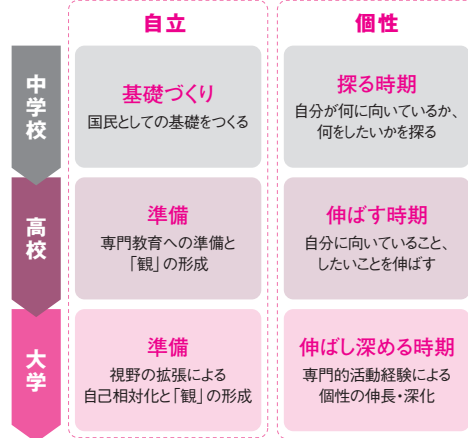 自立
個性
中学校
基礎づくり
国民としての基礎をつくる
探る時期
自分が何に向いているか、
何をしたいかを探る
高校
準備
専門教育への準備と
「観」の形成
伸ばす時期
自分に向いていること、
したいことを伸ばす
大学
準備
視野の拡張による
自己相対化と「観」の形成
伸ばし深める時期
専門的活動経験による
個性の伸長・深化